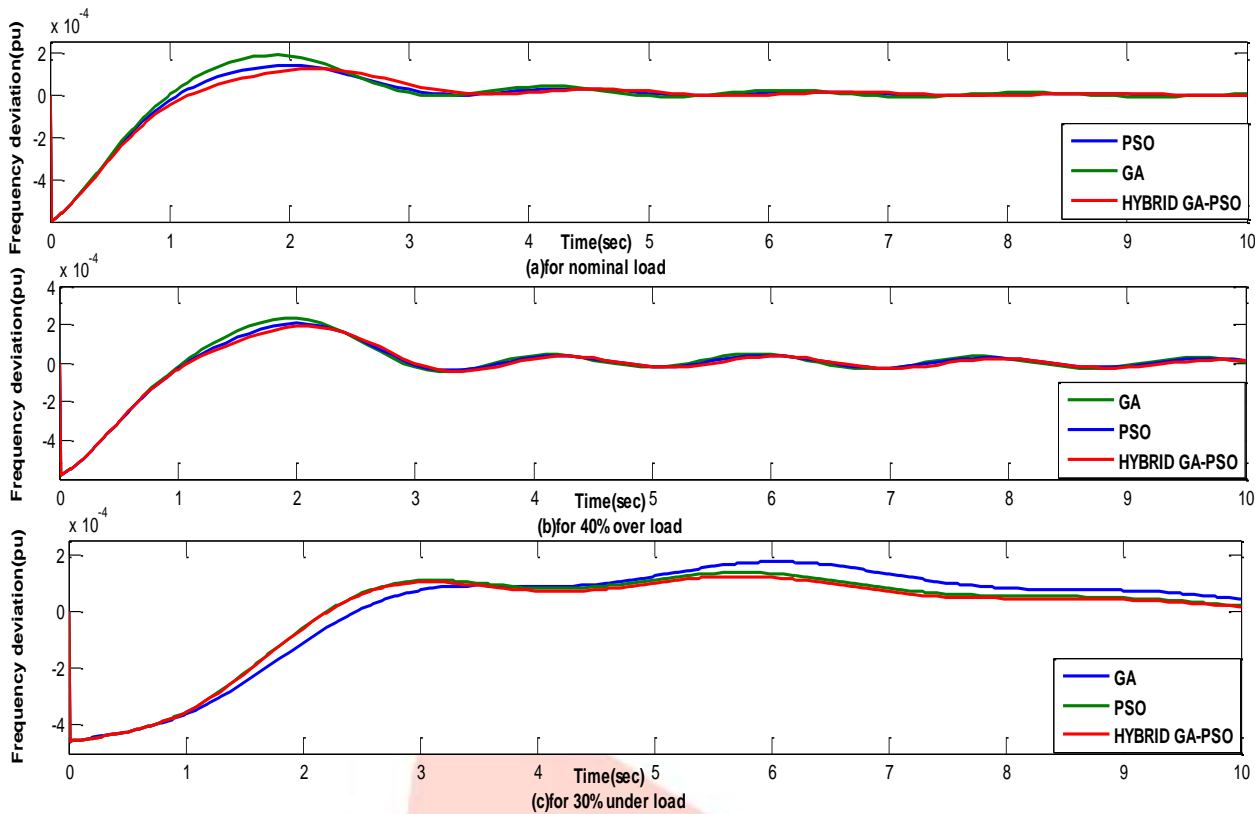 x 10-4
Frequency deviation(pu)
2
0
-2
-4
PSO
GA
HYBRID GA-PSO
0 1 2 3 4 5 6 7 8 9 10
Time(sec)
(a)for nominal load
x 10-4
Frequency deviation(pu)
4
2
0
-2
-4
GA
PSO
HYBRID GA-PSO
0 1 2 3 4 5 6 7 8 9 10
Time(sec)
(b)for 40% over load
x 10-4
Frequency deviation(pu)
2
0
-2
-4
GA
PSO
HYBRID GA-PSO
0 1 2 3 4 5 6 7 8 9 10
Time(sec)
(c)for 30% under load